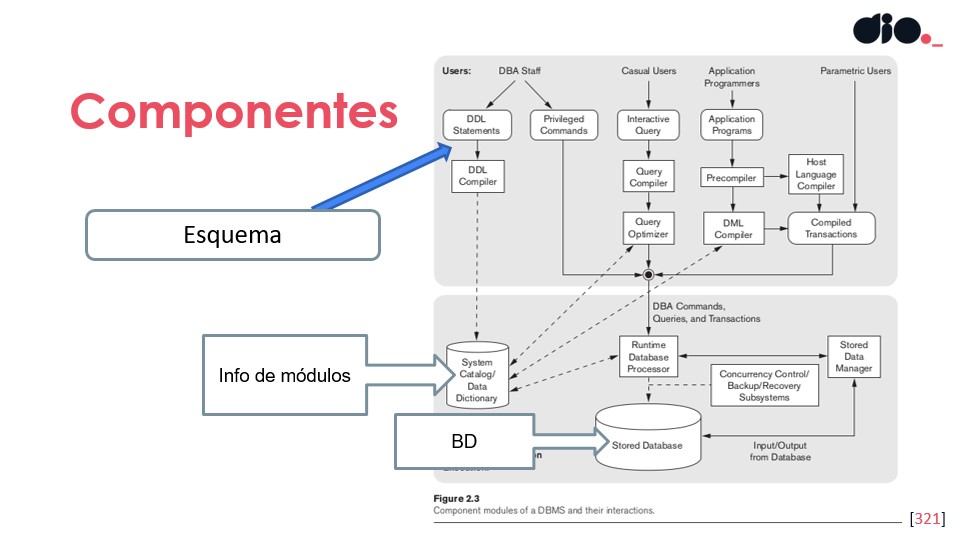 dio._
Componentes
Users:
DBA Staff
Casual Users
Application
Programmers
Parametric Users
DDL
Statements
Privileged
Commands
Interactive
Query
Application
Programs
DDL
Compiler
Query
Compiler
Precompiler
Host
Language
Compiler
Esquema
Query
Optimizer
DML
Compiler
Compiled
Transactions
DBA Commands,
Queries, and Transactions
Info de módulos
System
Catalog/
Data
Dictionary
Runtime
Database
Processor
Stored
Data
Manager
Concurrency Control/
Backup/Recovery
Subsystems
BD
Stored Database
Input/Output
from Database
Figure 2.3
Component modules of a DBMS and their interactions.
[321]